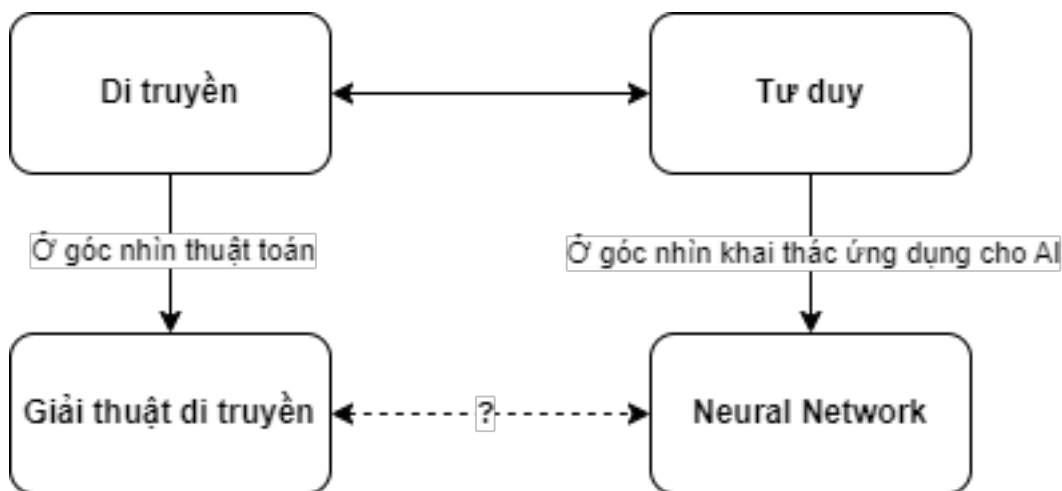 Di truyền
Tư duy
Ở góc nhìn thuật toán
Ở góc nhìn khai thác ứng dụng cho AI
Giải thuật di truyền
?
Neural Network